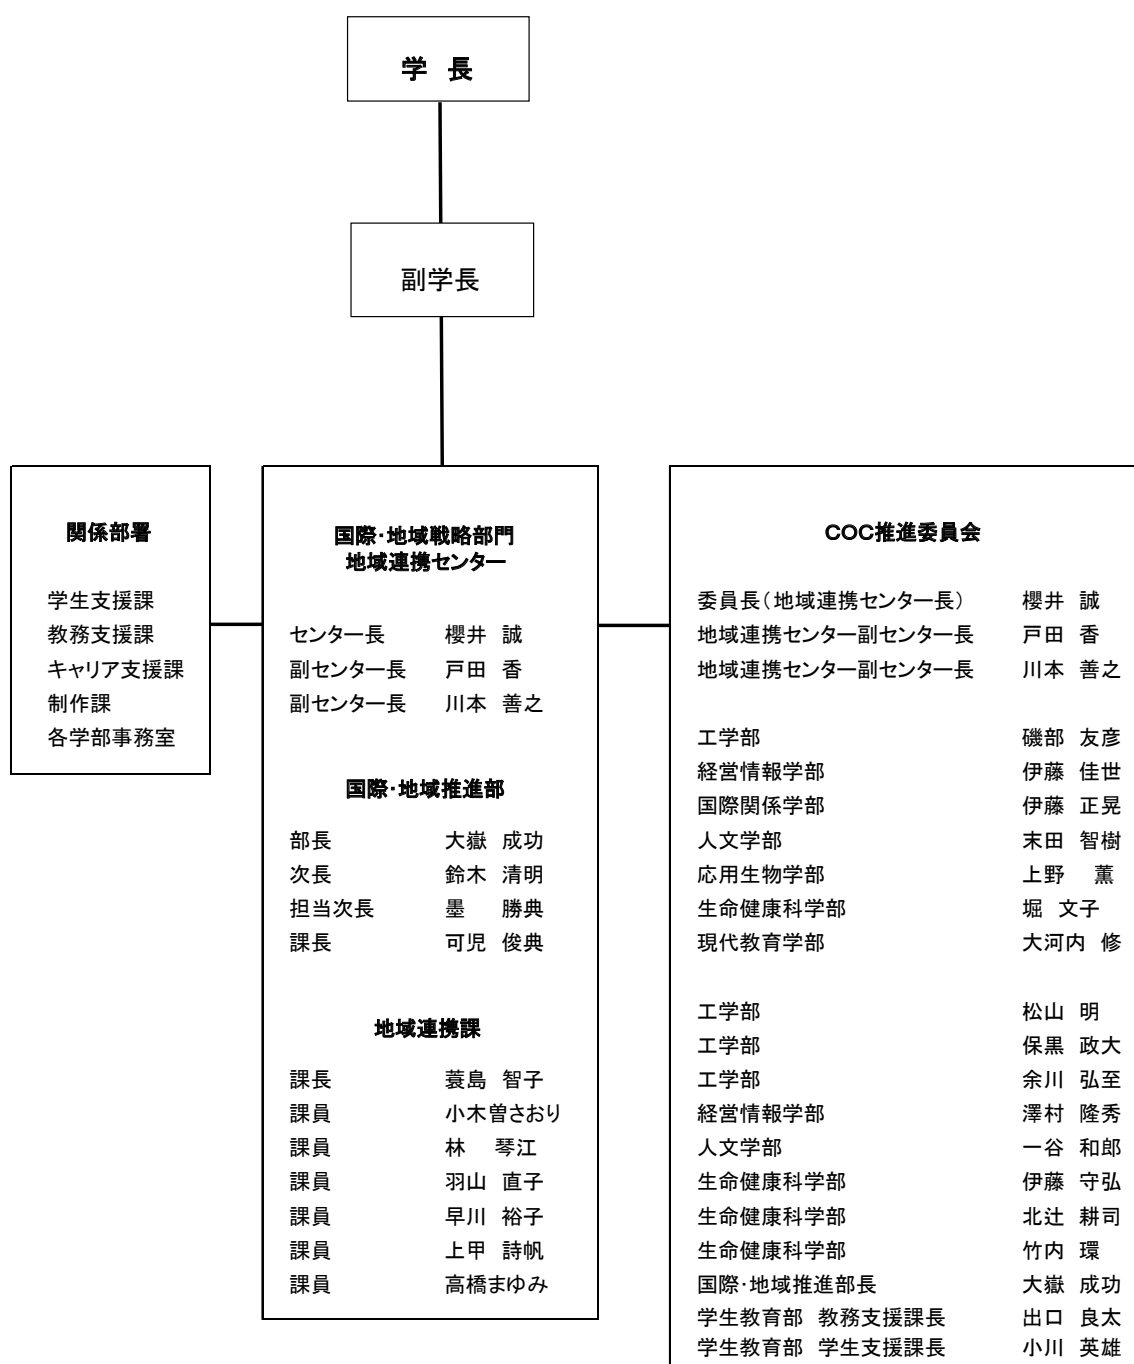 学 長
副学長
関係部署
学生支援課
教務支援課
キャリア支援課
制作課
各学部事務室
国際・地域戦略部門
地域連携センター
センター長 櫻井 誠
副センター長 戸田 香
副センター長 川本 善之
国際・地域推進部
部長 大嶽 成功
次長 鈴木 清明
担当次長 墨 勝典
課長 可児 俊典
地域連携課
課長 蓑島 智子
課員 小木曽さおり
課員 林 琴江
課員 羽山 直子
課員 早川 裕子
課員 上甲 詩帆
課員 高橋まゆみ
COC推進委員会
委員長（地域連携センター長） 櫻井 誠
地域連携センター副センター長 戸田 香
地域連携センター副センター長 川本 善之
工学部 磯部 友彦
経営情報学部 伊藤 佳世
国際関係学部 伊藤 正晃
人文学部 末田 智樹
応用生物学部 上野 薫
生命健康科学部 堀 文子
現代教育学部 大河内 修
工学部 松山 明
工学部 保黒 政大
工学部 余川 弘至
経営情報学部 澤村 隆秀
人文学部 一谷 和郎
生命健康科学部 伊藤 守弘
生命健康科学部 北辻 耕司
生命健康科学部 竹内 環
国際・地域推進部長 大嶽 成功
学生教育部 教務支援課長 出口 良太
学生教育部 学生支援課長 小川 英雄